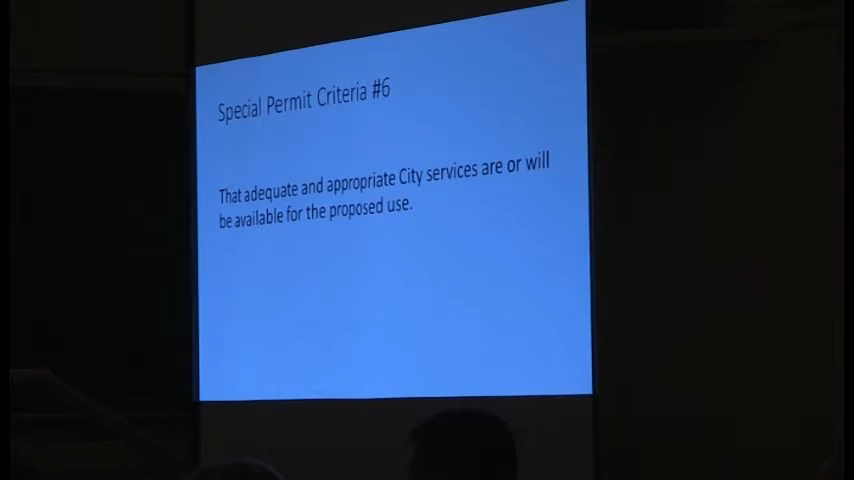 Special Permit Criteria #6
That adequate and appropriate City services are or will
be available for the proposed use.